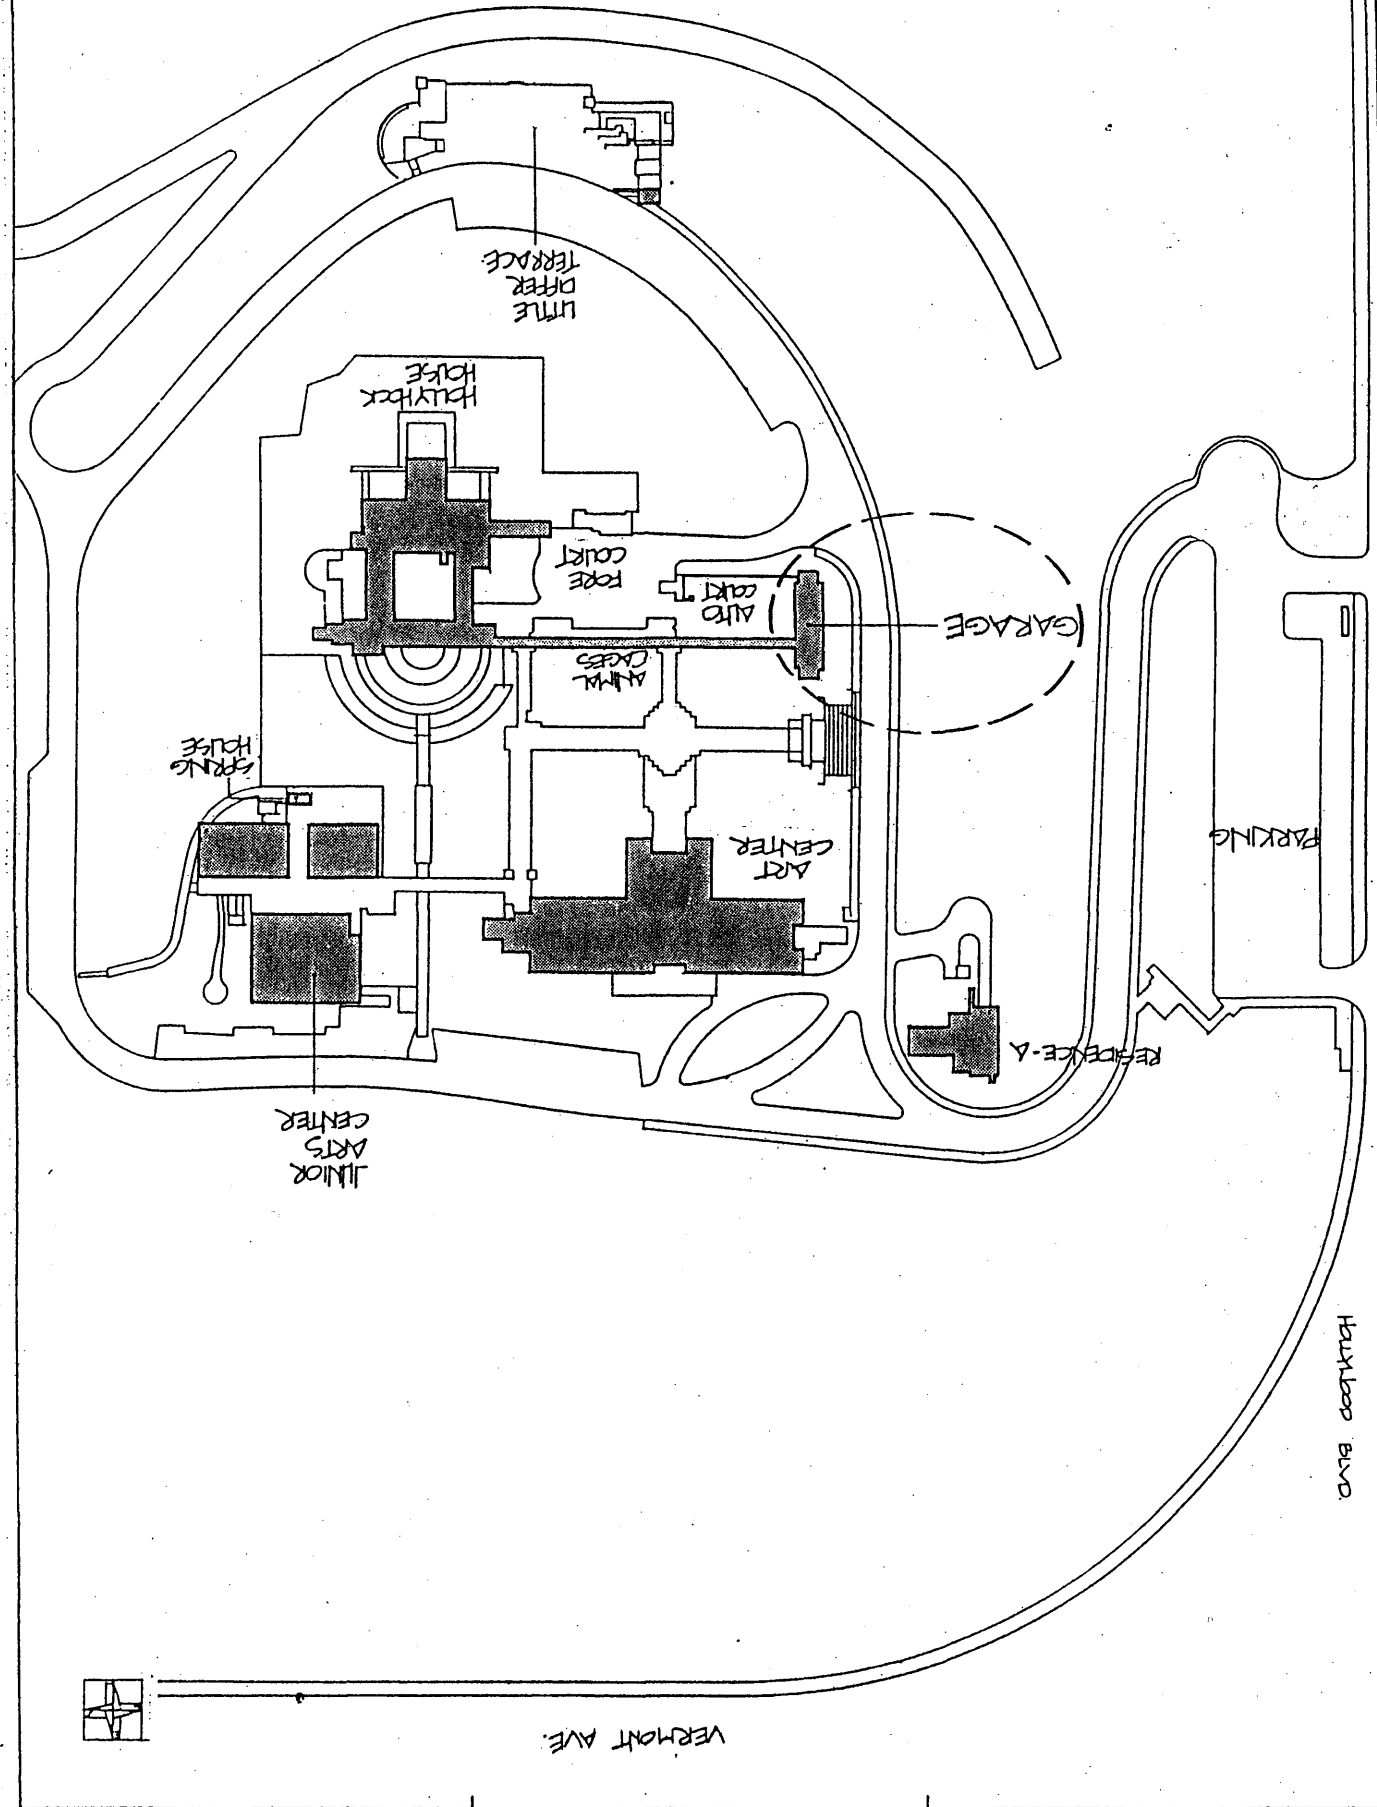 VERMONT AVE.
HOLLYWOOD BLVD.
JUNIOR
ARTS
CENTER
RESIDENCE-A
ART
CENTER
PARKING
SPRING
HOUSE
ANIMAL
CAGES
GARAGE
AUTO
COURT
FORE
COURT
HOLLYHOCK
HOUSE
LITTLE
DIFFER
TERRACE